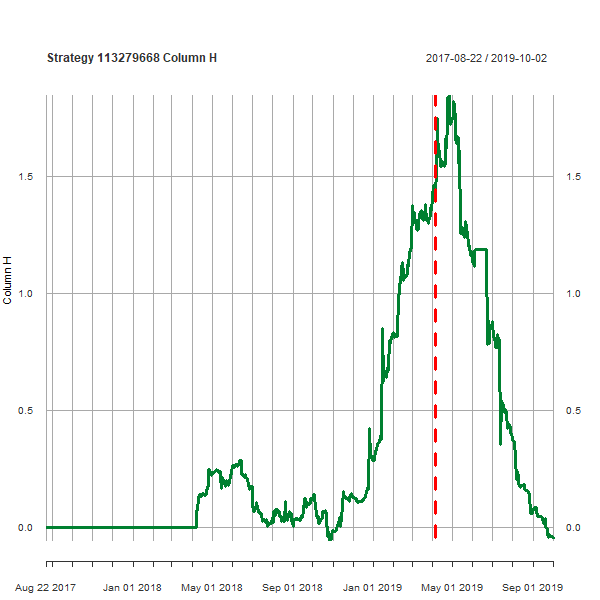 Strategy 113279668 Column H
2017-08-22 / 2019-10-02
1.5
1.5
1.0
1.0
0.5
0.5
0.0
0.0
Column H
Aug 22 2017
Jan 01 2018
May 01 2018
Sep 01 2018
Jan 01 2019
May 01 2019
Sep 01 2019